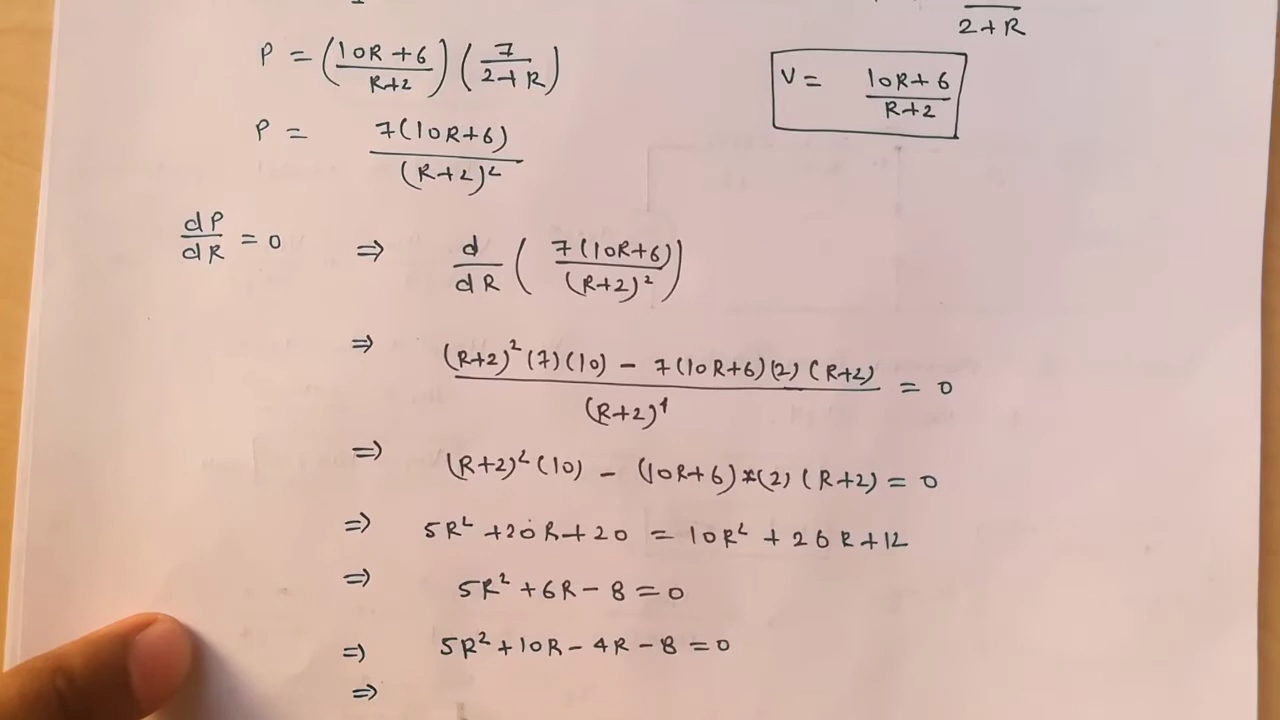 2+R
P = (10R+6/R+2) (7/2+R)
V = 10R+6/R+2
P = 7(10R+6)/(R+2)²
dP/dR = 0 ⇒ d/dR (7(10R+6)/(R+2)²)
⇒ (R+2)²(7)(10) − 7(10R+6)(2)(R+2)/(R+2)⁴ = 0
⇒ (R+2)²(10) − (10R+6)*(2)(R+2) = 0
⇒ 5R²+20R+20 = 10R²+26R+12
⇒ 5R²+6R−8=0
⇒ 5R²+10R−4R−8=0
⇒